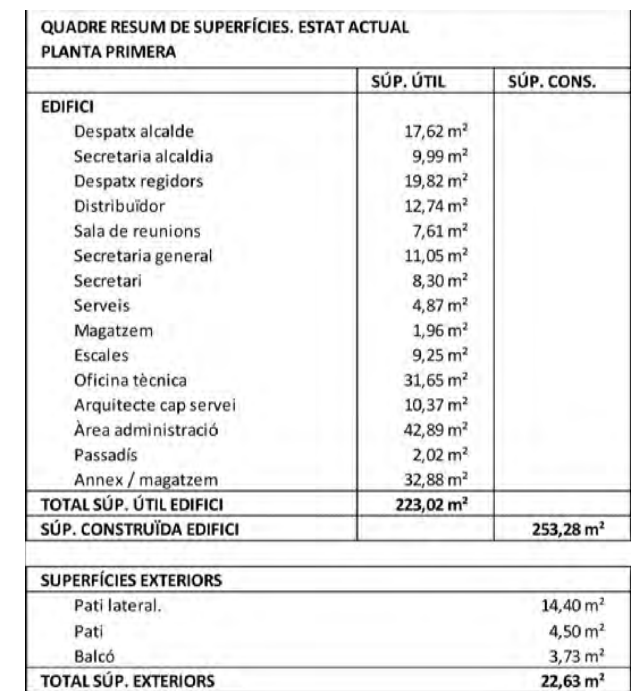 QUADRE RESUM DE SUPERFÍCIES. ESTAT ACTUAL
PLANTA PRIMERA
SÚP. ÚTIL SÚP. CONS.
EDIFICI
Despatx alcalde 17,62 m²
Secretaria alcaldia 9,99 m²
Despatx regidors 19,82 m²
Distribuïdor 12,74 m²
Sala de reunions 7,61 m²
Secretaria general 11,05 m²
Secretari 8,30 m²
Serveis 4,87 m²
Magatzem 1,96 m²
Escales 9,25 m²
Oficina tècnica 31,65 m²
Arquitecte cap servei 10,37 m²
Àrea administració 42,89 m²
Passadís 2,02 m²
Annex / magatzem 32,88 m²
TOTAL SÚP. ÚTIL EDIFICI 223,02 m²
SÚP. CONSTRUÏDA EDIFICI 253,28 m²
SUPERFÍCIES EXTERIORS
Pati lateral. 14,40 m²
Pati 4,50 m²
Balcó 3,73 m²
TOTAL SÚP. EXTERIORS 22,63 m²